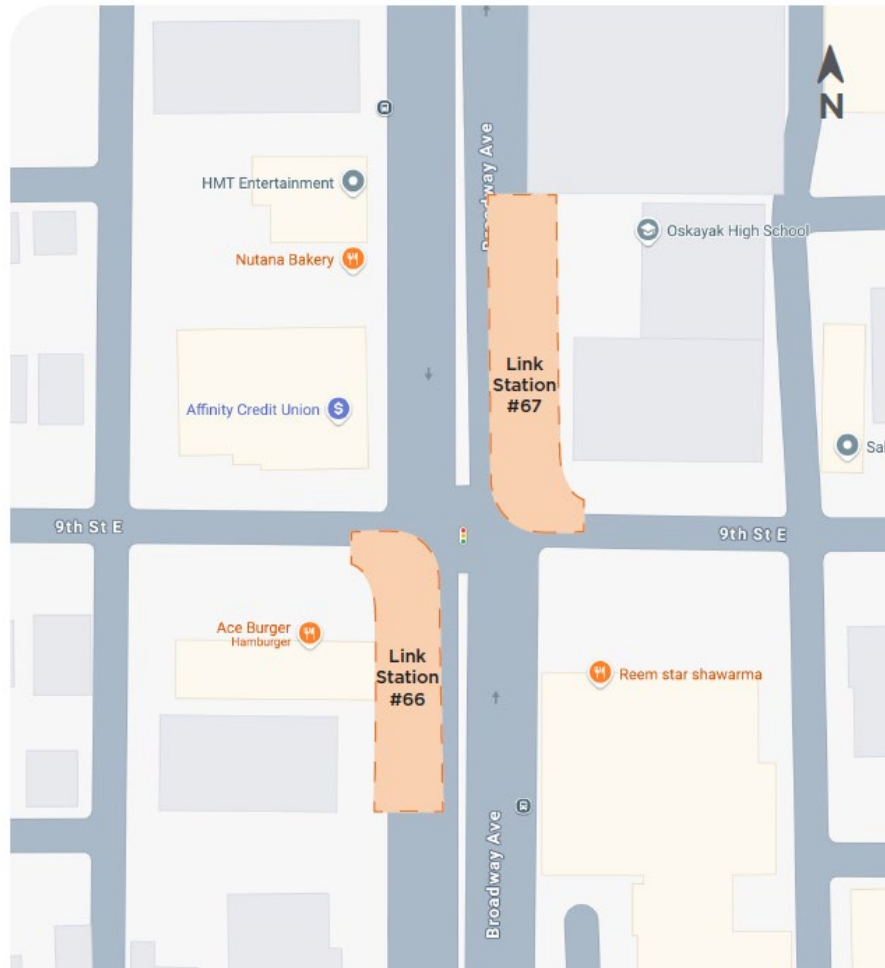 N
Broadway Ave
HMT Entertainment
Oskayak High School
Nutana Bakery
Link
Station
#67
Affinity Credit Union
Sal
9th St E
9th St E
Ace Burger
Hamburger
Link
Station
#66
Reem star shawarma
Broadway Ave